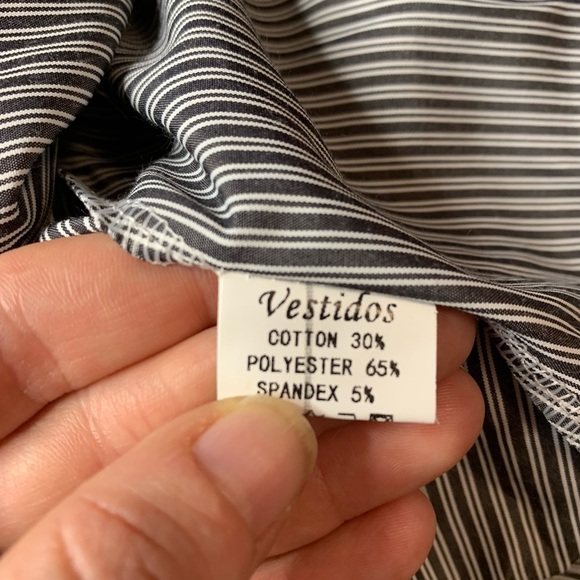 Vestidos
COTTON 30%
POLYESTER 65%
SPANDEX 5%